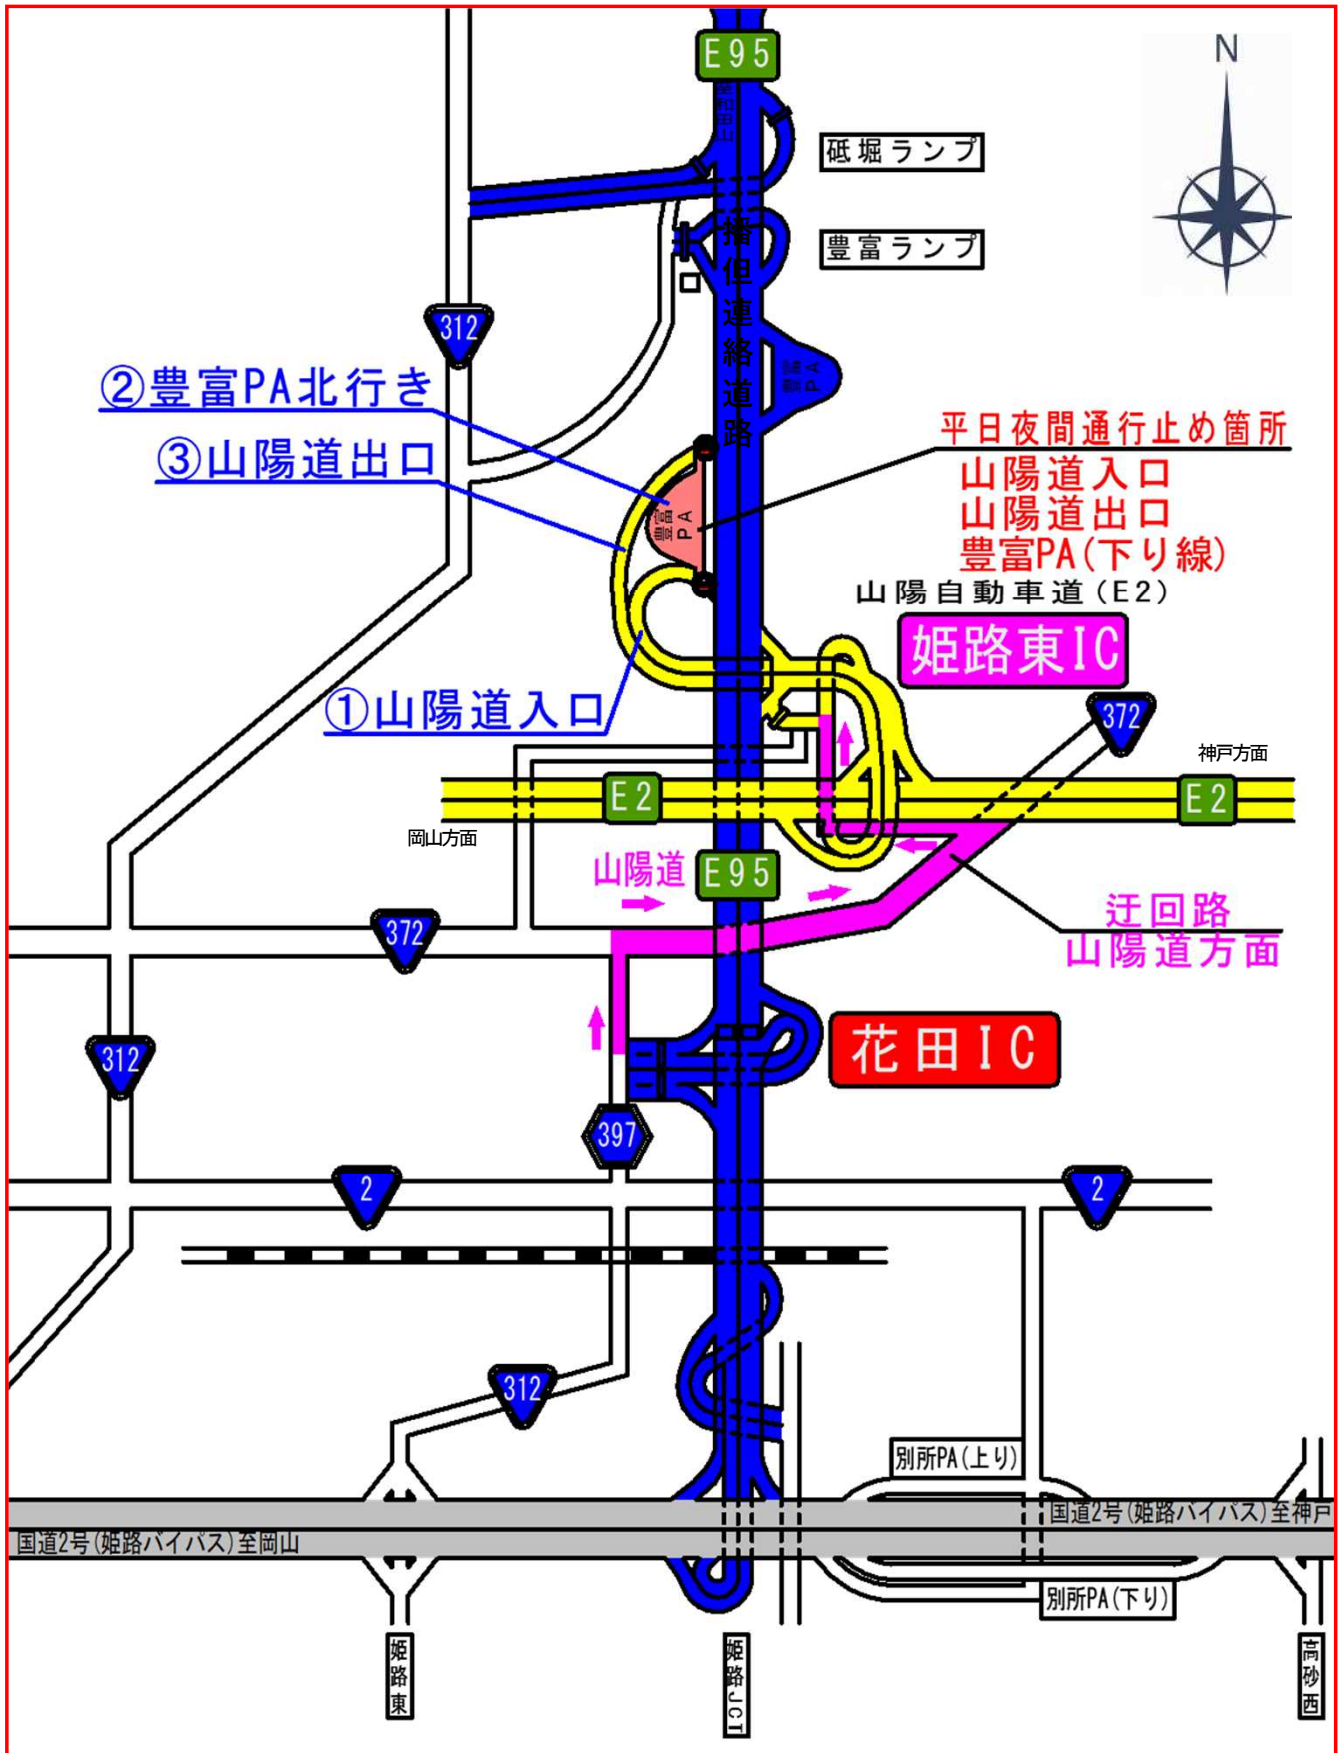 E95
N
至和田山
砥堀ランプ
豊富ランプ
播但連絡道路
312
豊富
PA
②豊富PA北行き
③山陽道出口
平日夜間通行止め箇所
山陽道入口
山陽道出口
豊富PA(下り線)
豊富
PA
山陽自動車道(E2)
姫路東IC
①山陽道入口
372
神戸方面
E2
E2
岡山方面
山陽道
E95
迂回路
山陽道方面
372
花田IC
312
397
2
2
312
別所PA(上り)
国道2号(姫路バイパス)至神戸
国道2号(姫路バイパス)至岡山
別所PA(下り)
姫路東
姫路JCT
高砂西